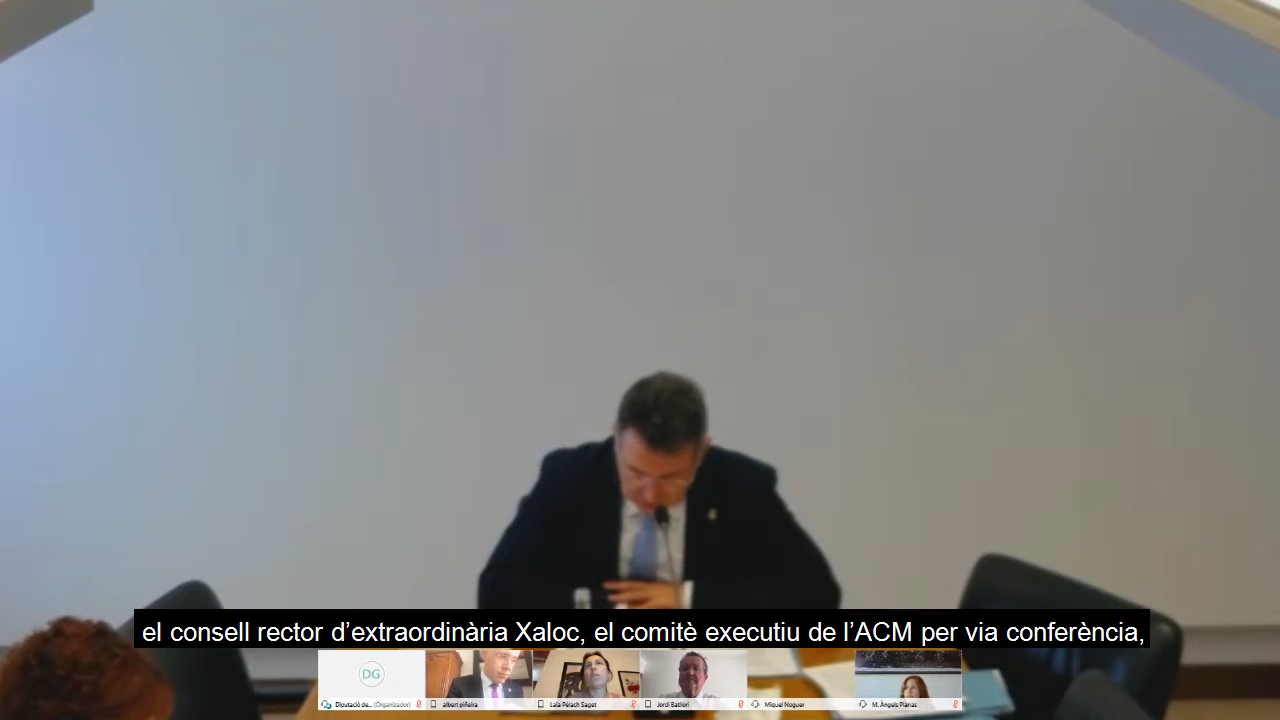 el consell rector d’extraordinària Xaloc, el comitè executiu de l’ACM per via conferència,
DG
Diputació de... (Organizador)
albert piñeira
Laia Pèlach Saget
Jordi Batllori
Miquel Noguer
M. Àngels Planas